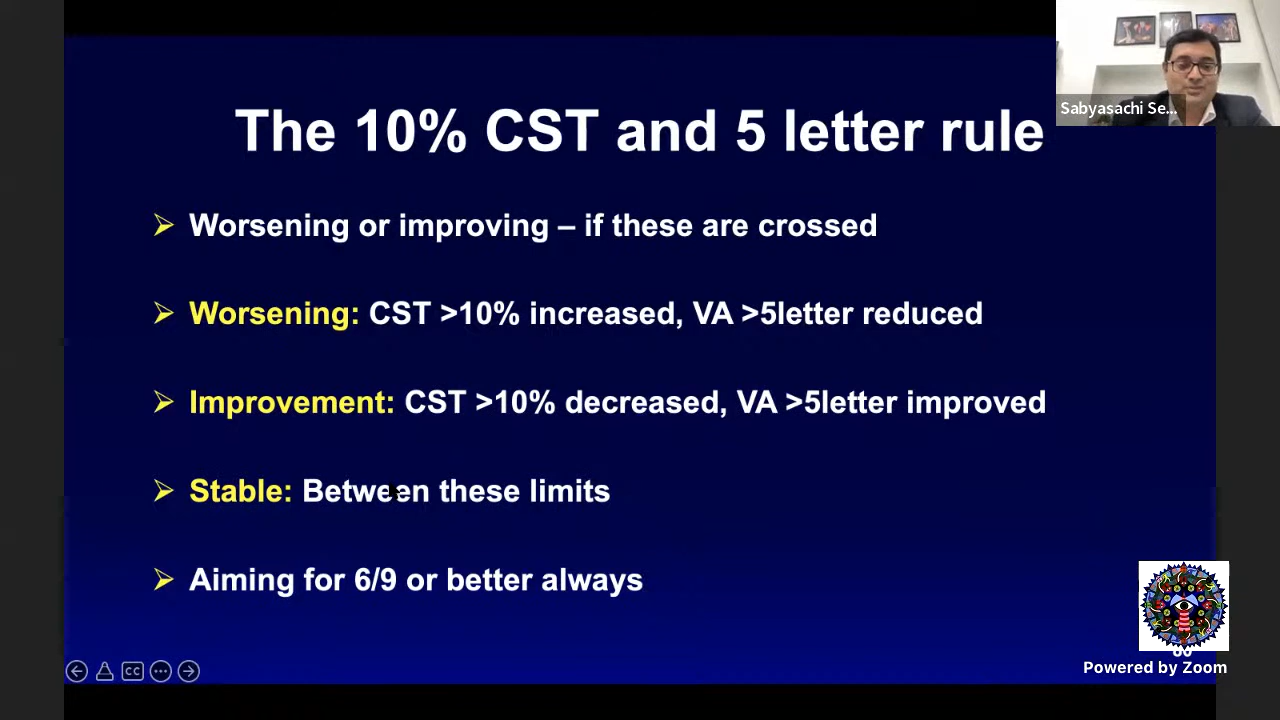 Sabyasachi Se...
The 10% CST and 5 letter rule
Worsening or improving – if these are crossed
Worsening: CST >10% increased, VA >5letter reduced
Improvement: CST >10% decreased, VA >5letter improved
Stable: Between these limits
Aiming for 6/9 or better always
CC
Powered by Zoom